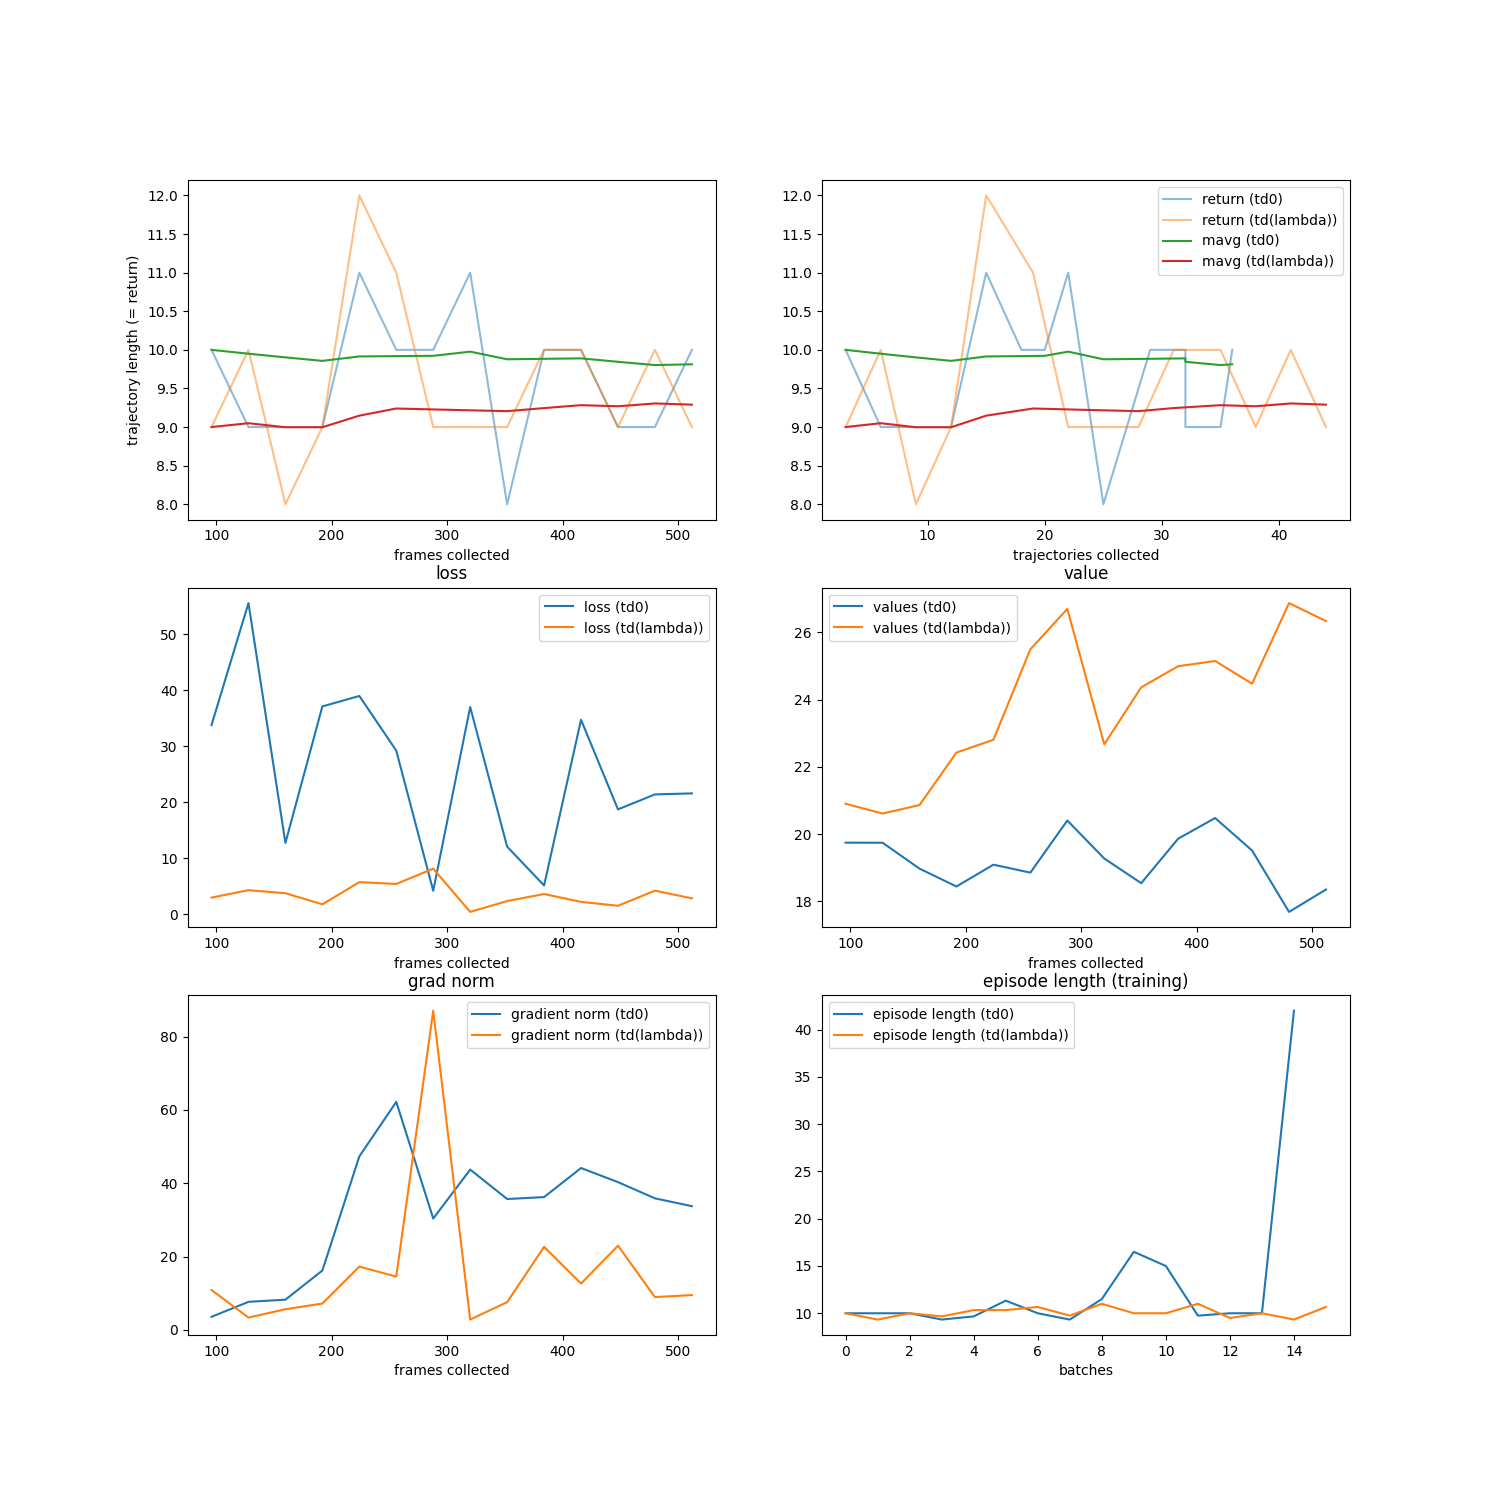 12.0
11.5
11.0
10.5
10.0
9.5
9.0
8.5
8.0
trajectory length (= return)
100 200 300 400 500
frames collected
12.0
11.5
11.0
10.5
10.0
9.5
9.0
8.5
8.0
return (td0)
return (td(lambda))
mavg (td0)
mavg (td(lambda))
10 20 30 40
trajectories collected
loss
50
40
30
20
10
0
loss (td0)
loss (td(lambda))
100 200 300 400 500
frames collected
value
26
24
22
20
18
values (td0)
values (td(lambda))
100 200 300 400 500
frames collected
grad norm
80
60
40
20
0
gradient norm (td0)
gradient norm (td(lambda))
100 200 300 400 500
frames collected
episode length (training)
40
35
30
25
20
15
10
episode length (td0)
episode length (td(lambda))
0 2 4 6 8 10 12 14
batches